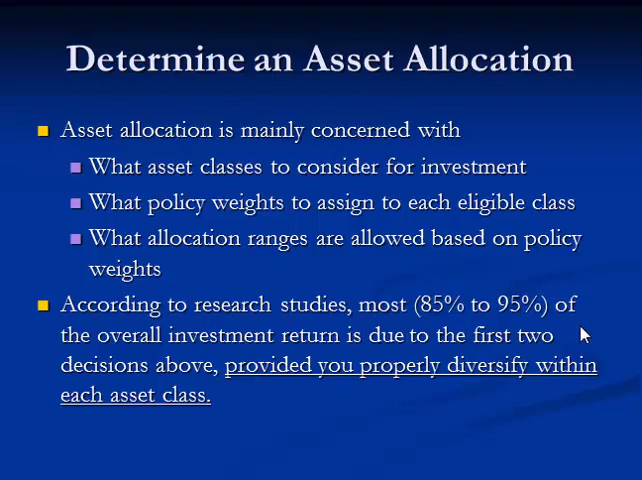 Determine an Asset Allocation
Asset allocation is mainly concerned with
What asset classes to consider for investment
What policy weights to assign to each eligible class
What allocation ranges are allowed based on policy
weights
According to research studies, most (85% to 95%) of
the overall investment return is due to the first two
decisions above, provided you properly diversify within
each asset class.